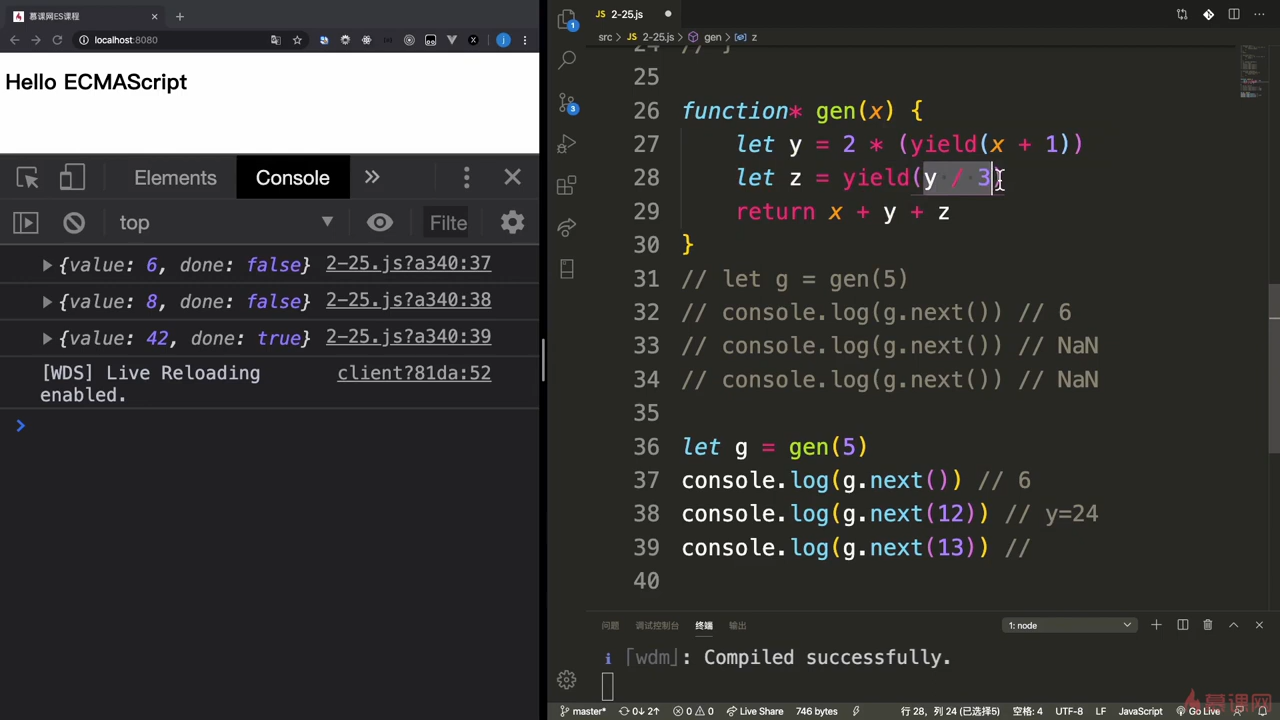 慕课网ES课程
localhost:8080
Hello ECMAScript
Elements
Console
top
Filte
{value: 6, done: false} 2-25.js?a340:37
{value: 8, done: false} 2-25.js?a340:38
{value: 42, done: true} 2-25.js?a340:39
[WDS] Live Reloading enabled. client?81da:52
2-25.js
src > JS 2-25.js > gen > z
25
26 function* gen(x) {
27 let y = 2 * (yield(x + 1))
28 let z = yield(y / 3)
29 return x + y + z
30 }
31 // let g = gen(5)
32 // console.log(g.next()) // 6
33 // console.log(g.next()) // NaN
34 // console.log(g.next()) // NaN
35
36 let g = gen(5)
37 console.log(g.next()) // 6
38 console.log(g.next(12)) // y=24
39 console.log(g.next(13)) //
40
问题 调试控制台 终端 输出 1: node
i ｢wdm｣: Compiled successfully.
master* 0↓ 2↑ 0 0 Live Share 746 bytes 行 28, 列 24 (已选择5) 空格: 4 UTF-8 LF JavaScript Go Live
慕课网